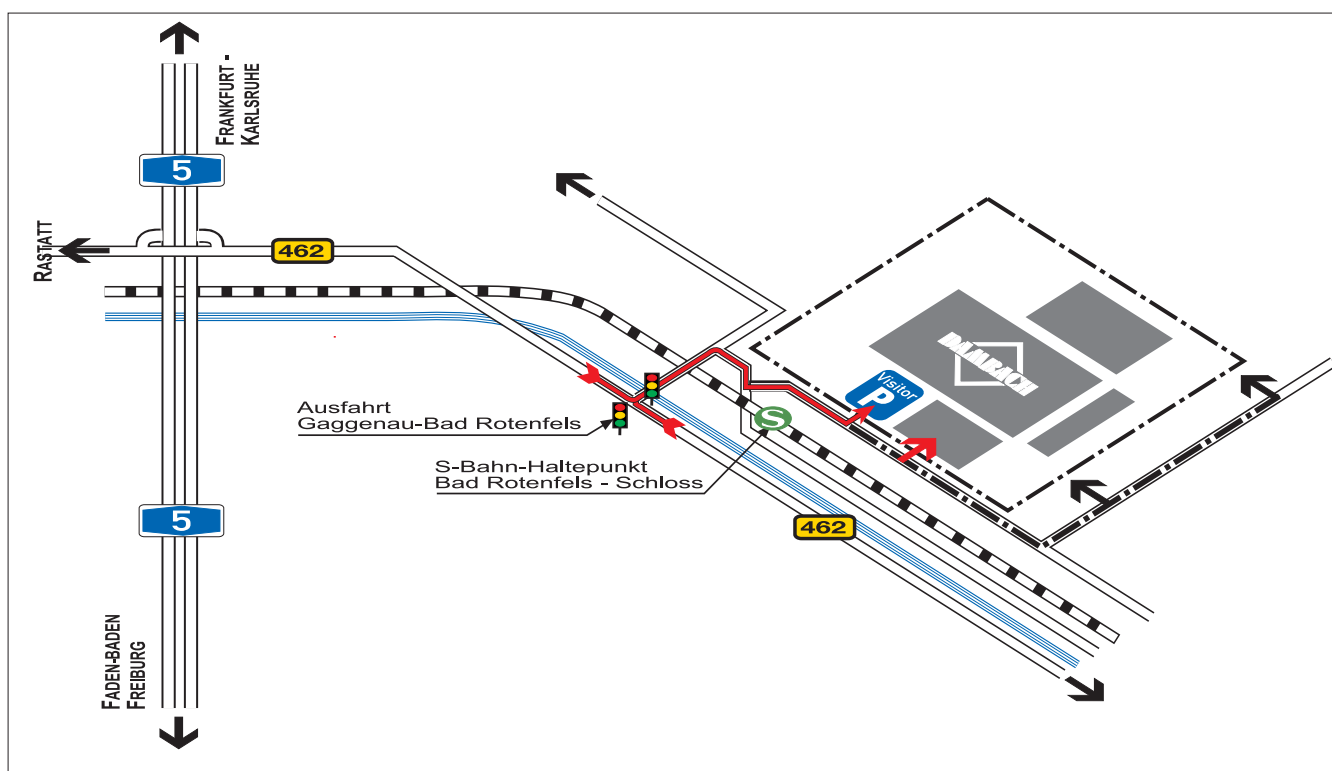 FRANKFURT -
KARLSRUHE
5
RASTATT
462
DAMBACH
Visitor
P
Ausfahrt
Gaggenau-Bad Rotenfels
S
S-Bahn-Haltepunkt
Bad Rotenfels - Schloss
5
462
FADEN-BADEN
FREIBURG